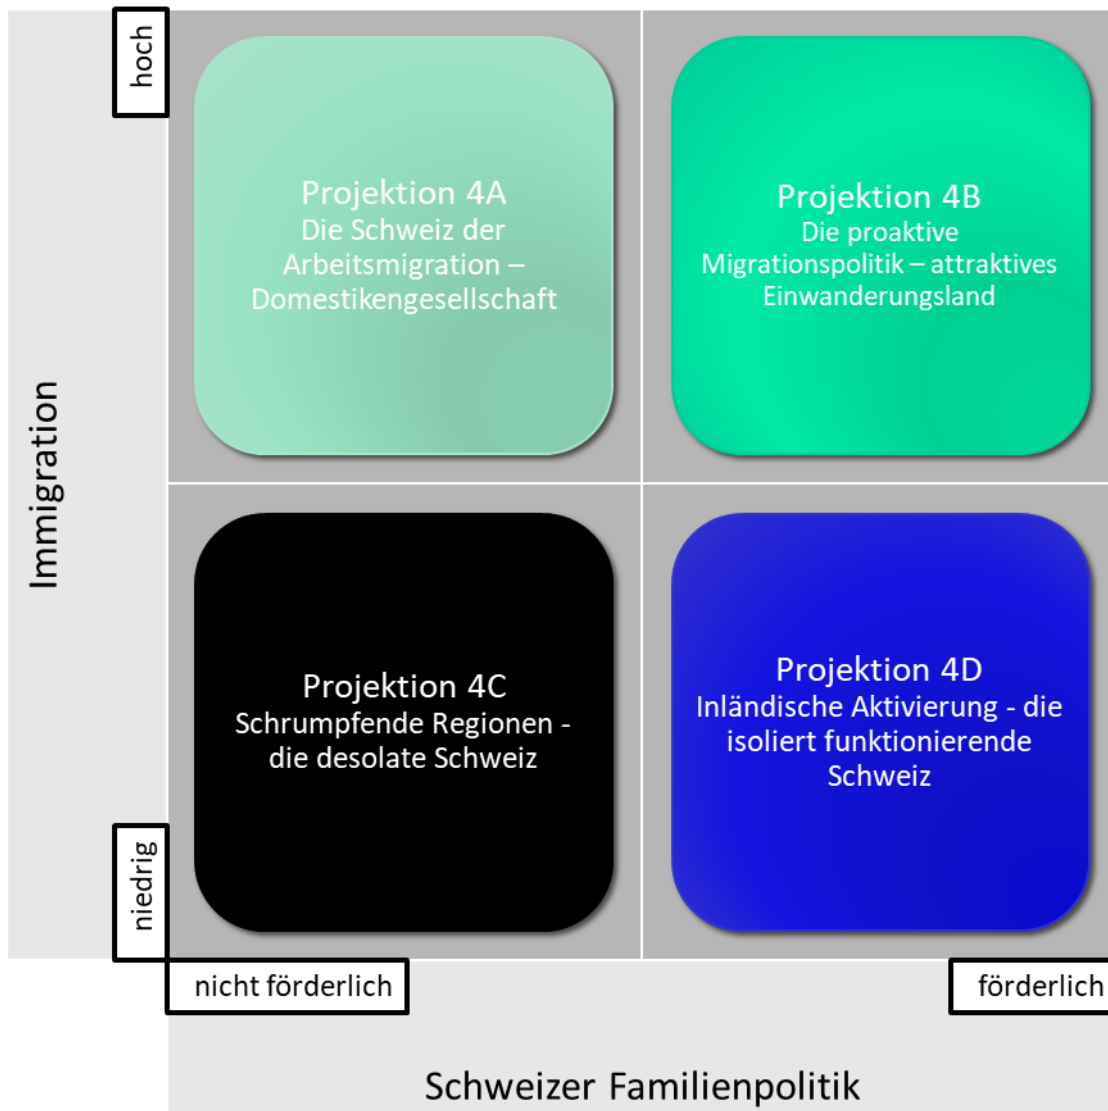 hoch
Projektion 4A
Die Schweiz der
Arbeitsmigration –
Domestikengesellschaft
Projektion 4B
Die proaktive
Migrationspolitik – attraktives
Einwanderungsland
Immigration
Projektion 4C
Schrumpfende Regionen -
die desolate Schweiz
Projektion 4D
Inländische Aktivierung - die
isoliert funktionierende
Schweiz
niedrig
nicht förderlich
förderlich
Schweizer Familienpolitik